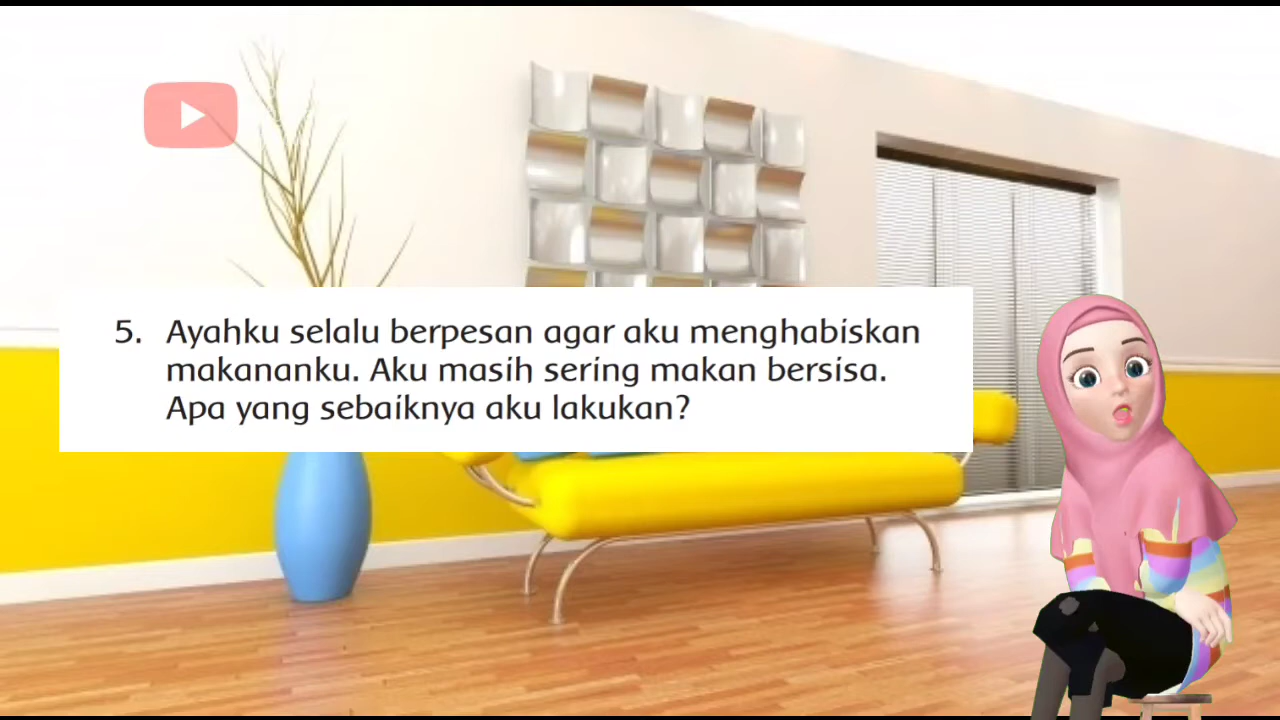 5. Ayahku selalu berpesan agar aku menghabiskan
makananku. Aku masih sering makan bersisa.
Apa yang sebaiknya aku lakukan?